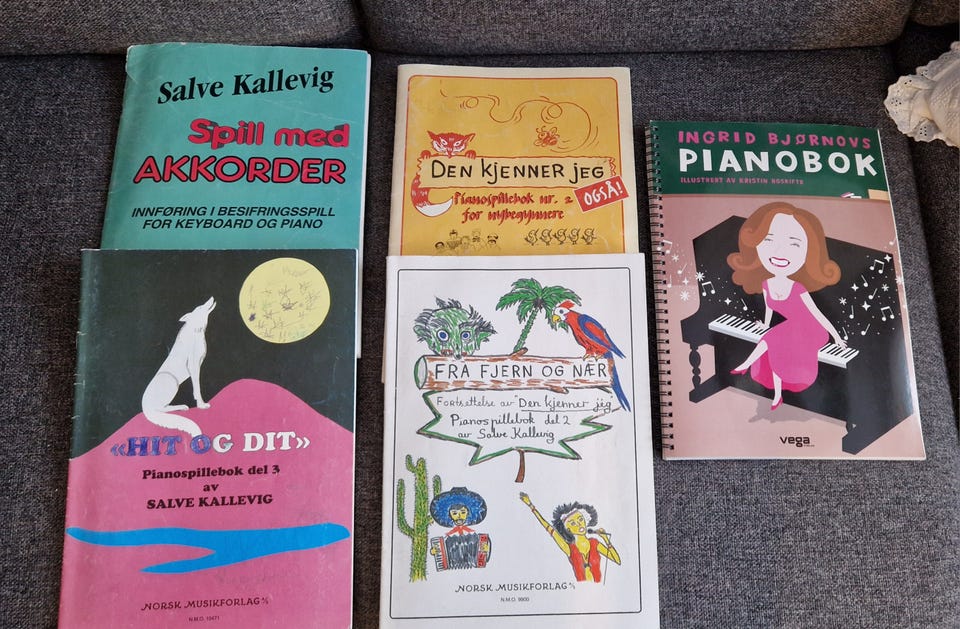 Salve Kallevig
Spill med
AKKORDER
INNFØRING I BESIFRINGSSPILL
FOR KEYBOARD OG PIANO
DEN KJENNER JEG
OGSÅ!
Pianospillebok nr. 2
for nybegynnere
INGRID BJØRNOVS
PIANOBOK
ILLUSTRERT AV KRISTIN ROSKIFTE
vega
«HIT OG DIT»
Pianospillebok del 3
av
SALVE KALLEVIG
NORSK MUSIKFORLAG A/S
N.M.O. 10471
FRA FJERN OG NÆR
Fortsettelse av "Den kjenner jeg"
Pianospillebok del 2
av Salve Kallevig
NORSK MUSIKFORLAG A/S
N.M.O. 9900